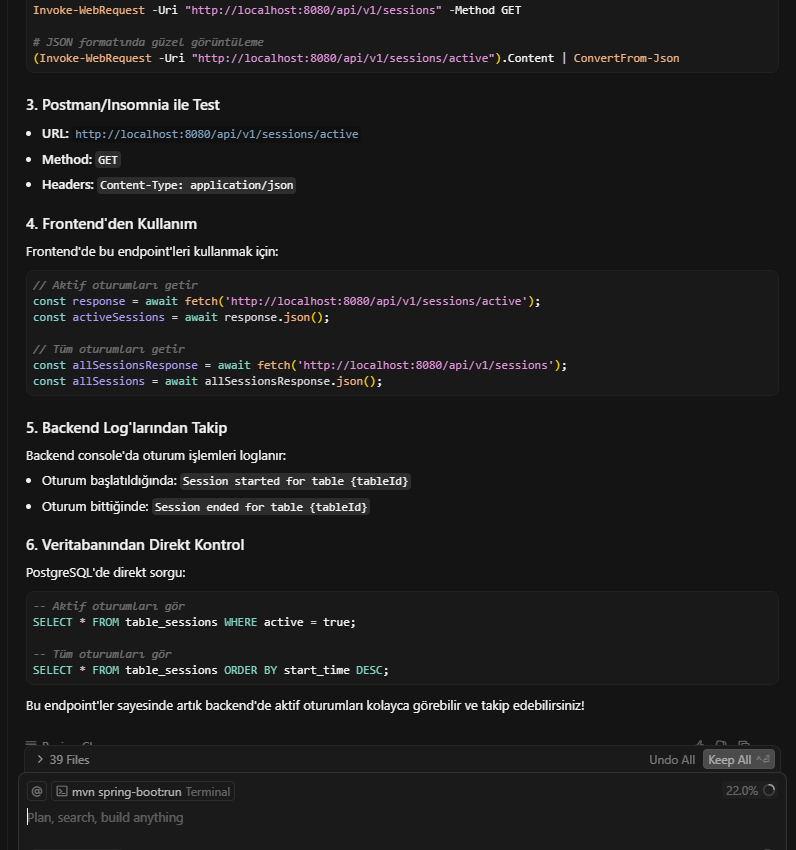 Invoke-WebRequest -Uri "http://localhost:8080/api/v1/sessions" -Method GET
# JSON formatında güzel görüntüleme
(Invoke-WebRequest -Uri "http://localhost:8080/api/v1/sessions/active").Content | ConvertFrom-Json
3. Postman/Insomnia ile Test
• URL: http://localhost:8080/api/v1/sessions/active
• Method: GET
• Headers: Content-Type: application/json
4. Frontend'den Kullanım
Frontend'de bu endpoint'leri kullanmak için:
// Aktif oturumları getir
const response = await fetch('http://localhost:8080/api/v1/sessions/active');
const activeSessions = await response.json();
// Tüm oturumları getir
const allSessionsResponse = await fetch('http://localhost:8080/api/v1/sessions');
const allSessions = await allSessionsResponse.json();
5. Backend Log'larından Takip
Backend console'da oturum işlemleri loglanır:
• Oturum başlatıldığında: Session started for table {tableId}
• Oturum bittiğinde: Session ended for table {tableId}
6. Veritabanından Direkt Kontrol
PostgreSQL'de direkt sorgu:
-- Aktif oturumları gör
SELECT * FROM table_sessions WHERE active = true;
-- Tüm oturumları gör
SELECT * FROM table_sessions ORDER BY start_time DESC;
Bu endpoint'ler sayesinde artık backend'de aktif oturumları kolayca görebilir ve takip edebilirsiniz!
> 39 Files Undo All Keep All ^⏎
@ mvn spring-boot:run Terminal 22.0%
Plan, search, build anything